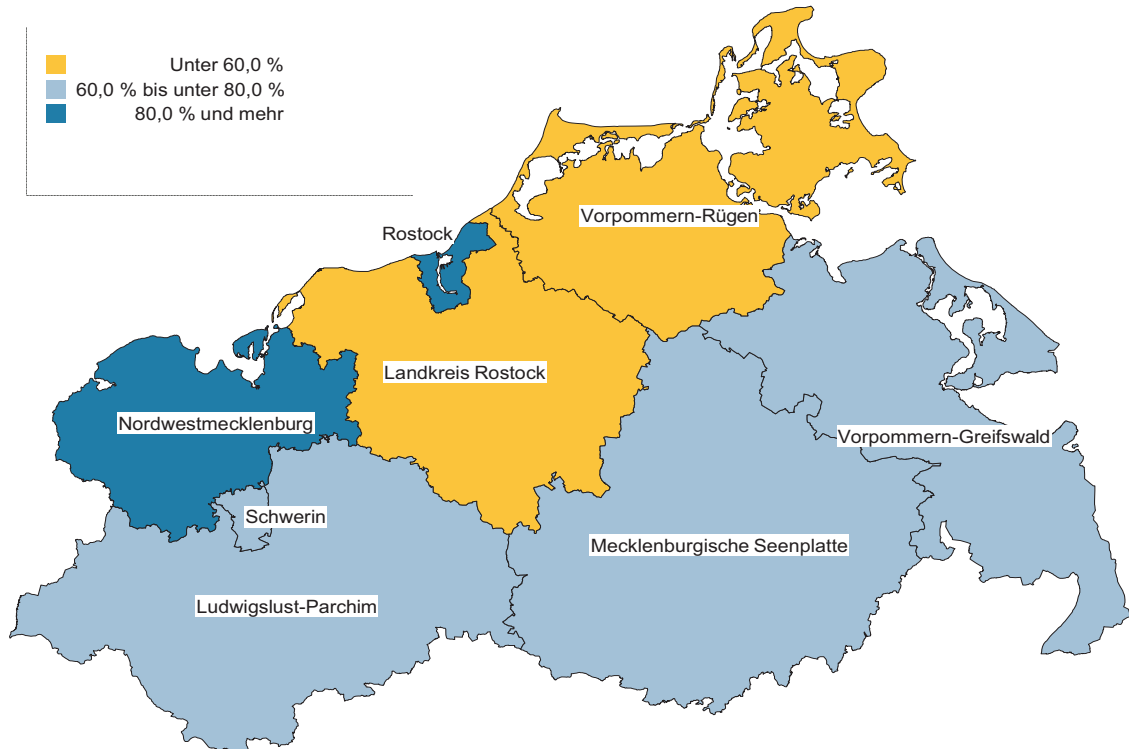 Unter 60,0 %
60,0 % bis unter 80,0 %
80,0 % und mehr
Vorpommern-Rügen
Rostock
Landkreis Rostock
Nordwestmecklenburg
Vorpommern-Greifswald
Schwerin
Mecklenburgische Seenplatte
Ludwigslust-Parchim